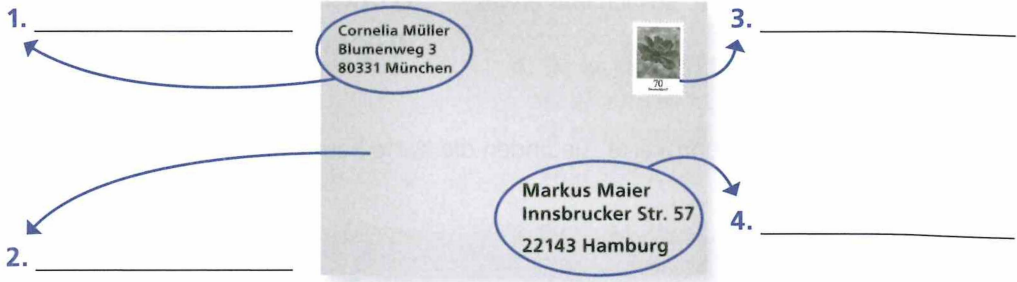 1.
Cornelia Müller
Blumenweg 3
80331 München
70
3.
Markus Maier
Innsbrucker Str. 57
22143 Hamburg
2.
4.